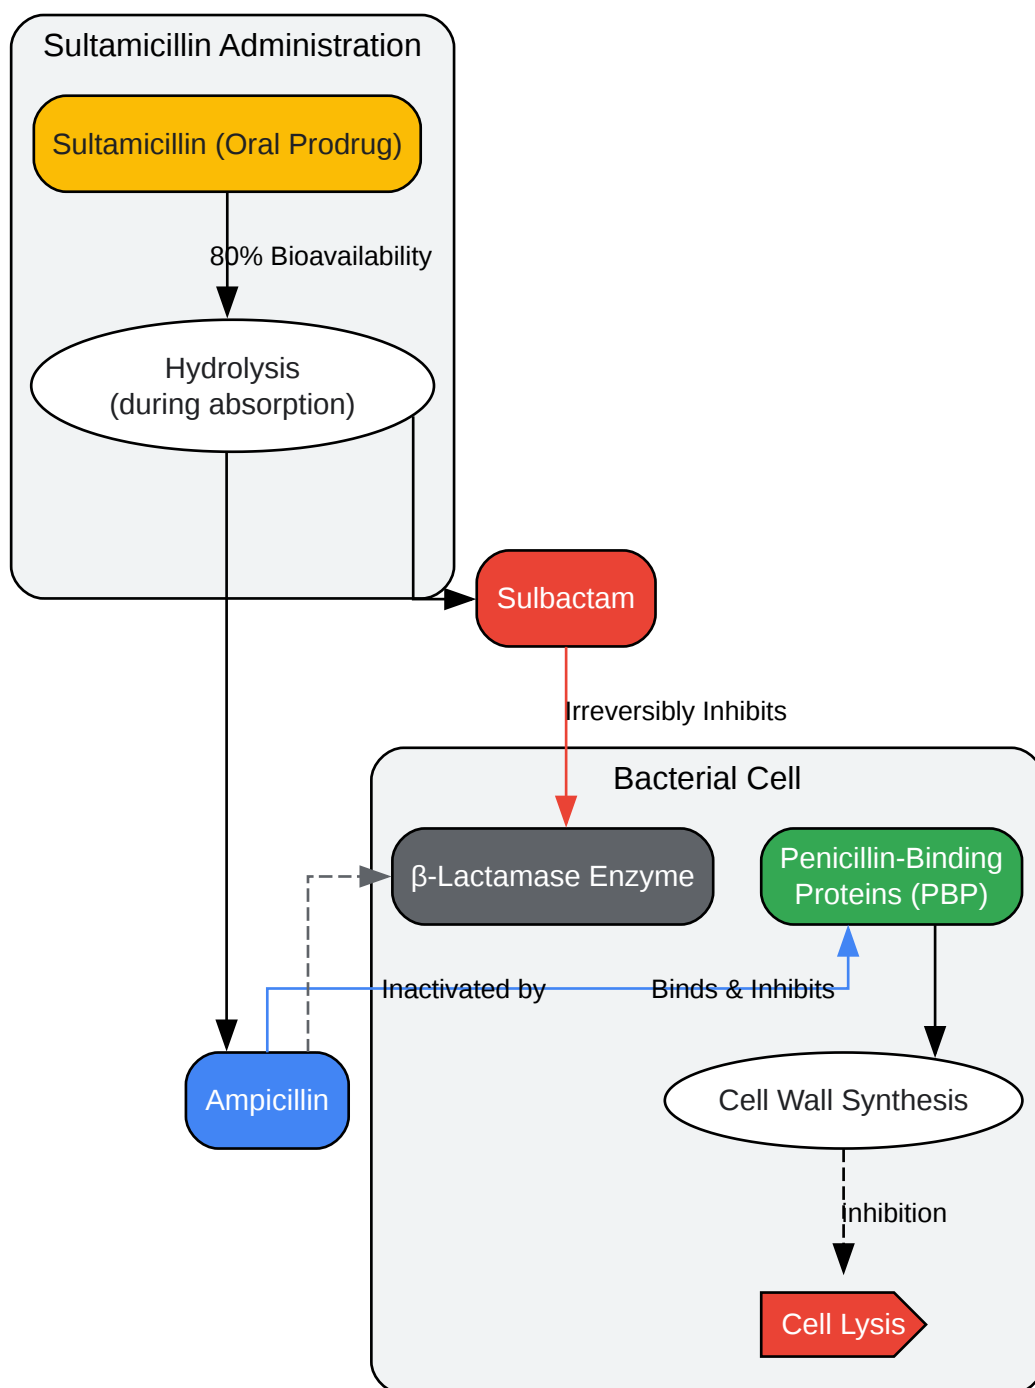 Sultamicillin Administration
Sultamicillin (Oral Prodrug)
80% Bioavailability
Hydrolysis
(during absorption)
Sulbactam
Irreversibly Inhibits
Bacterial Cell
β-Lactamase Enzyme
Penicillin-Binding
Proteins (PBP)
Inactivated by
Binds & Inhibits
Ampicillin
Cell Wall Synthesis
Inhibition
Cell Lysis